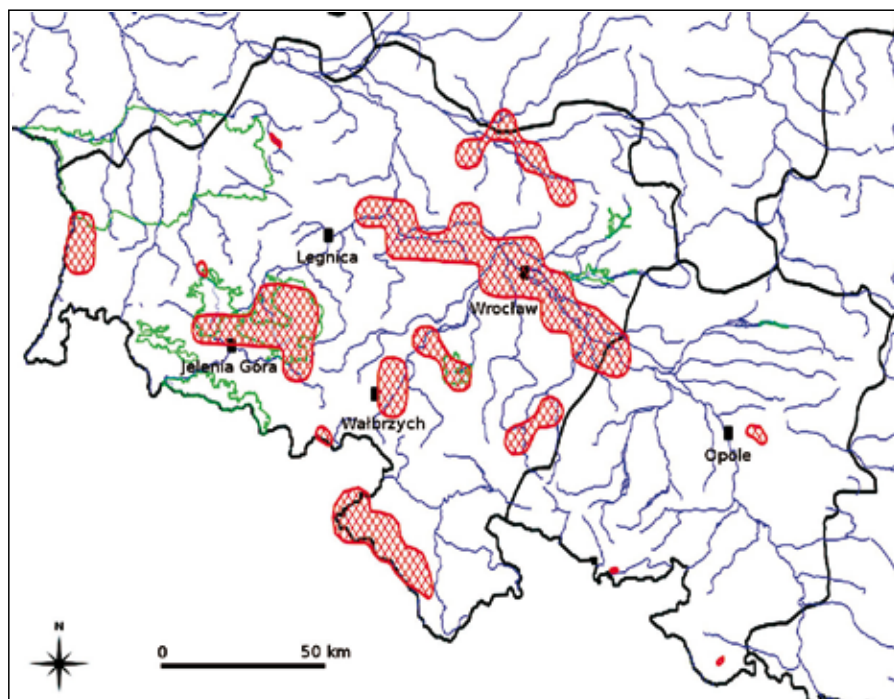 Legnica
Wrocław
Jelenia Góra
Wałbrzych
Opole
N
0 50 km